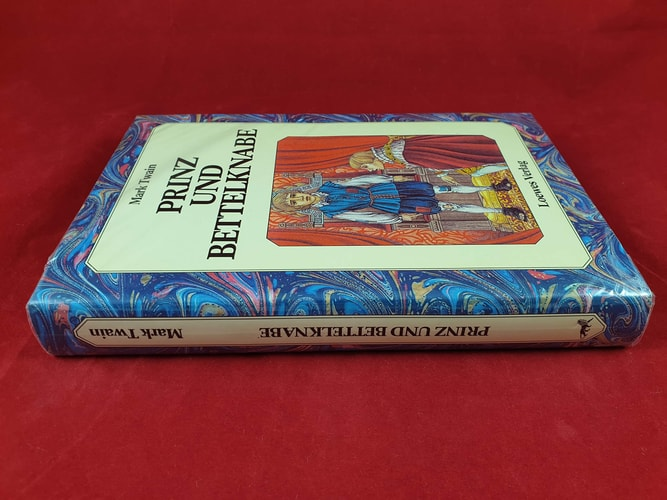 Mark Twain
PRINZ
UND
BETTELKNABE
Loewes Verlag
Mark Twain
PRINZ UND BETTELKNABE